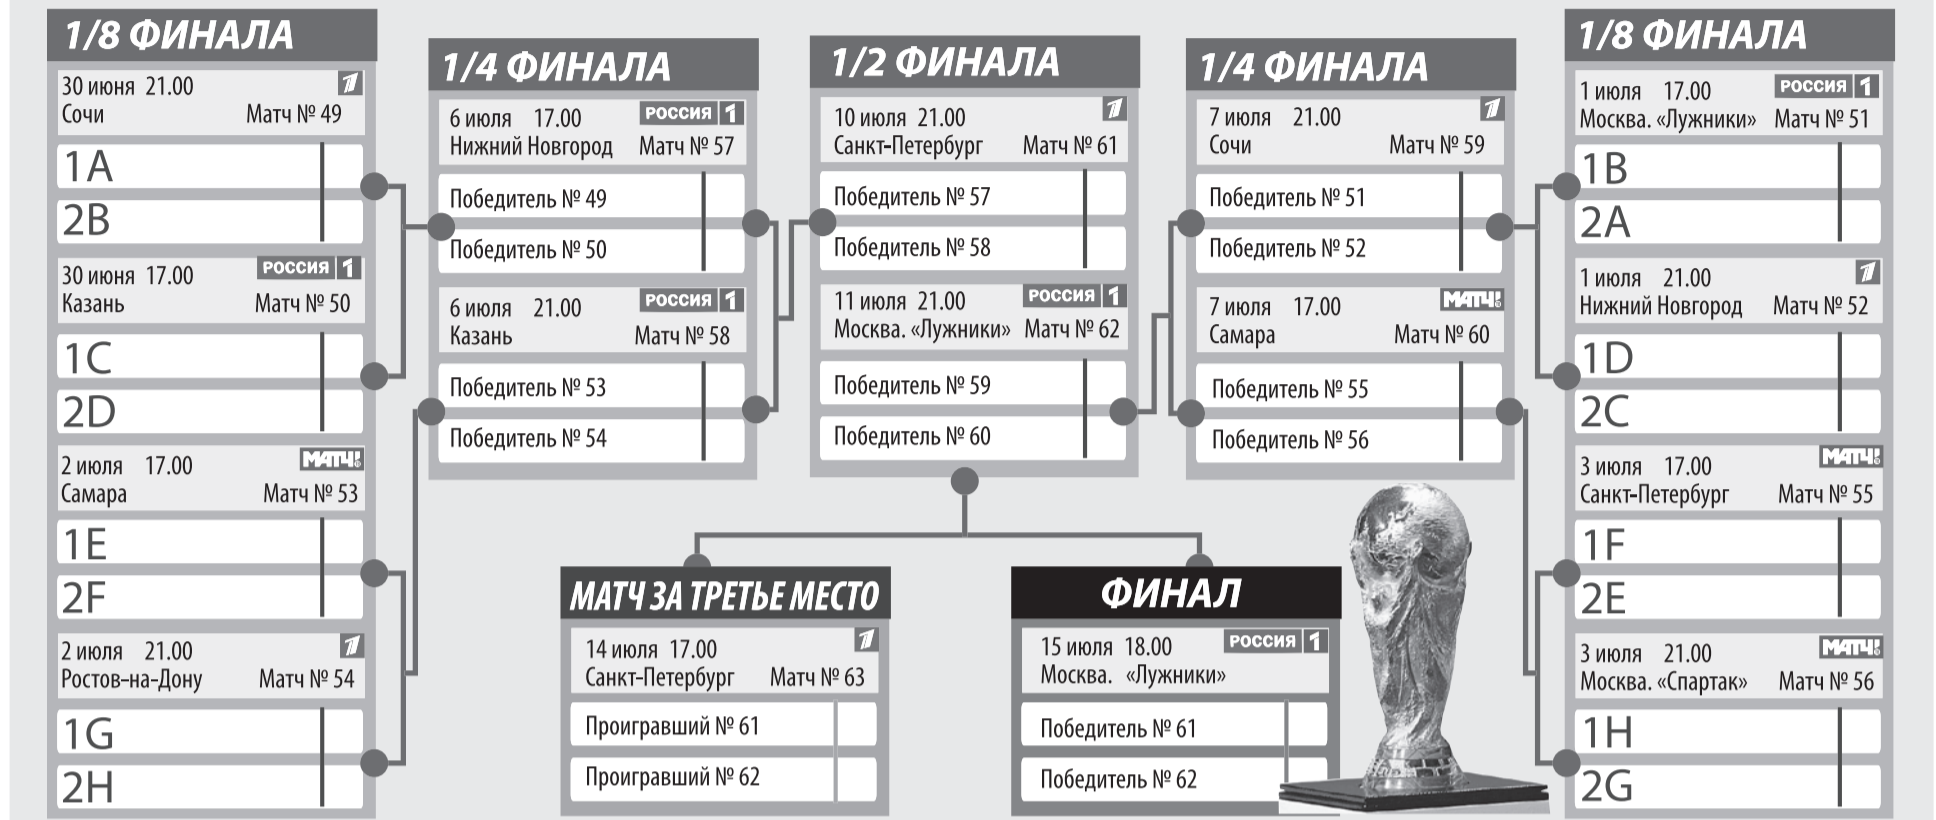 1/8 ФИНАЛА
30 июня 21.00 1
Сочи Матч № 49
1A
2B
30 июня 17.00 РОССИЯ 1
Казань Матч № 50
1C
2D
2 июля 17.00 МАТЧ!
Самара Матч № 53
1E
2F
2 июля 21.00 1
Ростов-на-Дону Матч № 54
1G
2H
1/4 ФИНАЛА
6 июля 17.00 РОССИЯ 1
Нижний Новгород Матч № 57
Победитель № 49
Победитель № 50
6 июля 21.00 РОССИЯ 1
Казань Матч № 58
Победитель № 53
Победитель № 54
1/2 ФИНАЛА
10 июля 21.00 1
Санкт-Петербург Матч № 61
Победитель № 57
Победитель № 58
11 июля 21.00 РОССИЯ 1
Москва. «Лужники» Матч № 62
Победитель № 59
Победитель № 60
1/4 ФИНАЛА
7 июля 21.00 1
Сочи Матч № 59
Победитель № 51
Победитель № 52
7 июля 17.00 МАТЧ!
Самара Матч № 60
Победитель № 55
Победитель № 56
1/8 ФИНАЛА
1 июля 17.00 РОССИЯ 1
Москва. «Лужники» Матч № 51
1B
2A
1 июля 21.00 1
Нижний Новгород Матч № 52
1D
2C
3 июля 17.00 МАТЧ!
Санкт-Петербург Матч № 55
1F
2E
3 июля 21.00 МАТЧ!
Москва. «Спартак» Матч № 56
1H
2G
МАТЧ ЗА ТРЕТЬЕ МЕСТО
14 июля 17.00 1
Санкт-Петербург Матч № 63
Проигравший № 61
Проигравший № 62
ФИНАЛ
15 июля 18.00 РОССИЯ 1
Москва. «Лужники»
Победитель № 61
Победитель № 62